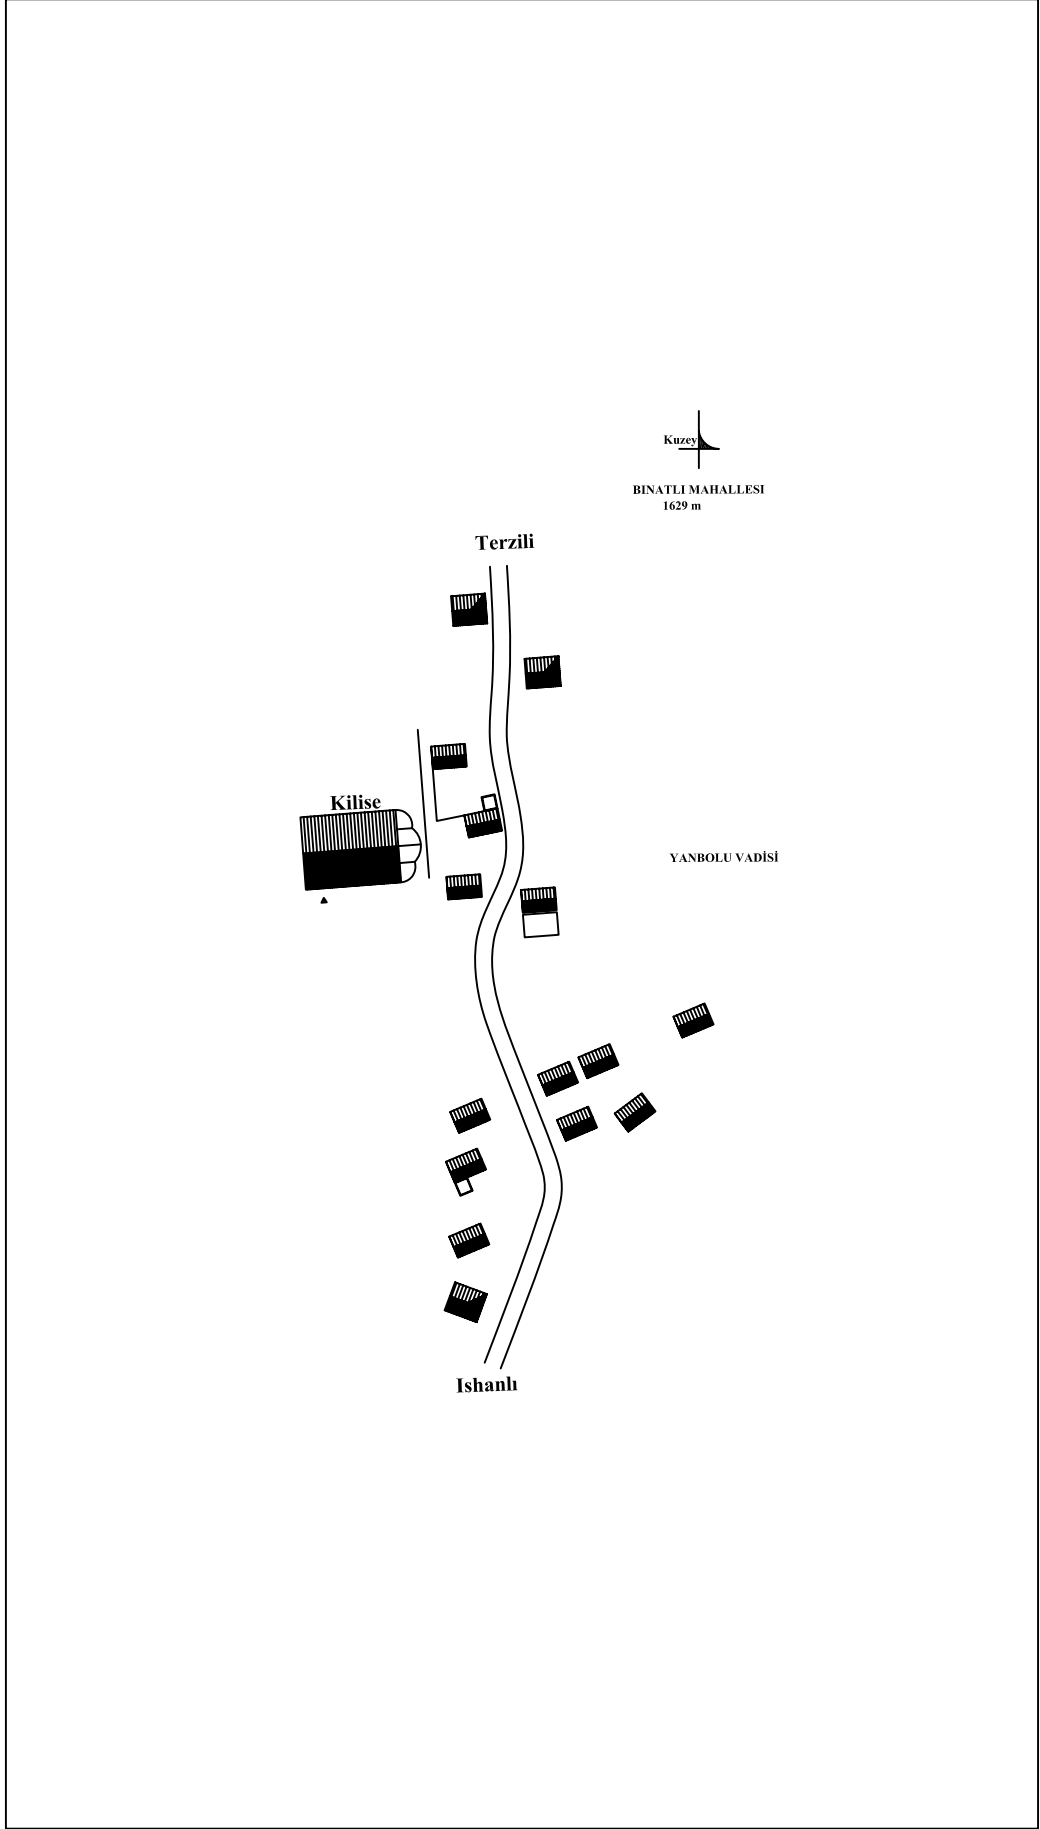 Kuzey
BINATLI MAHALLESI
1629 m
Terzili
Kilise
YANBOLU VADİSİ
Ishanlı